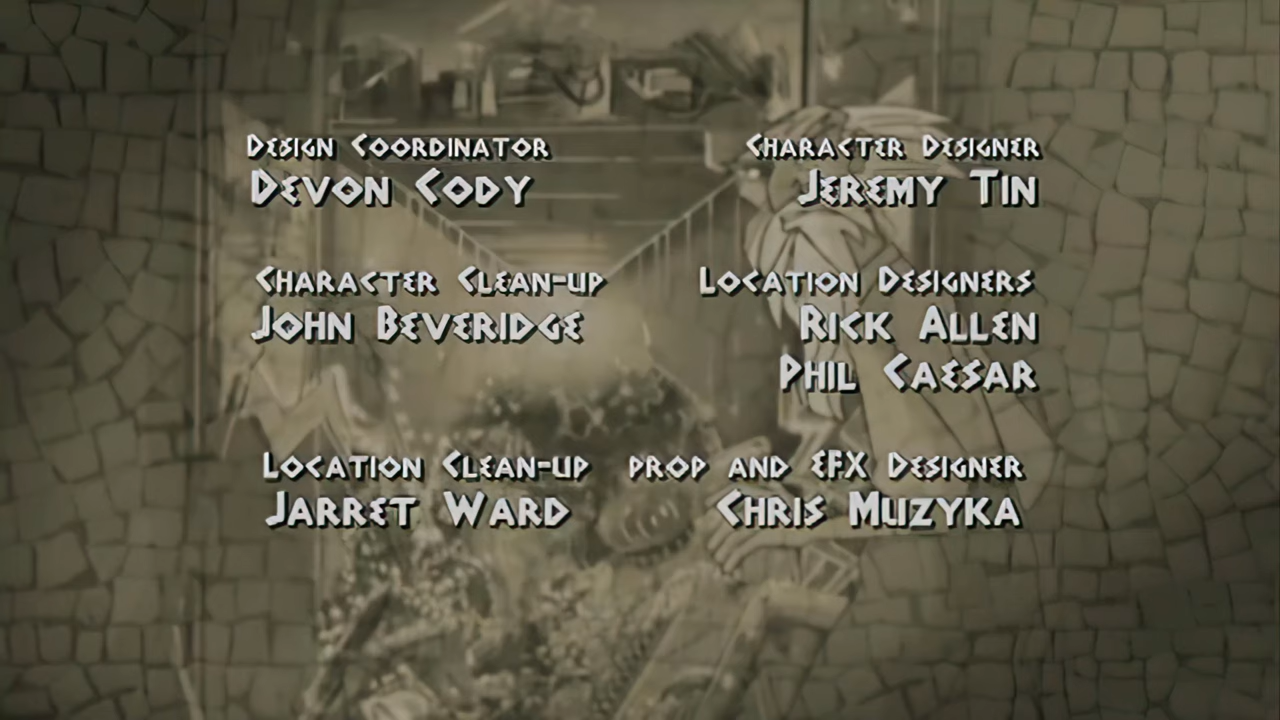 Design Coordinator
Devon Cody
Character Designer
Jeremy Tin
Character Clean-up
John Beveridge
Location Designers
Rick Allen
Phil Caesar
Location Clean-up
Jarret Ward
prop and EFX Designer
Chris Muzyka